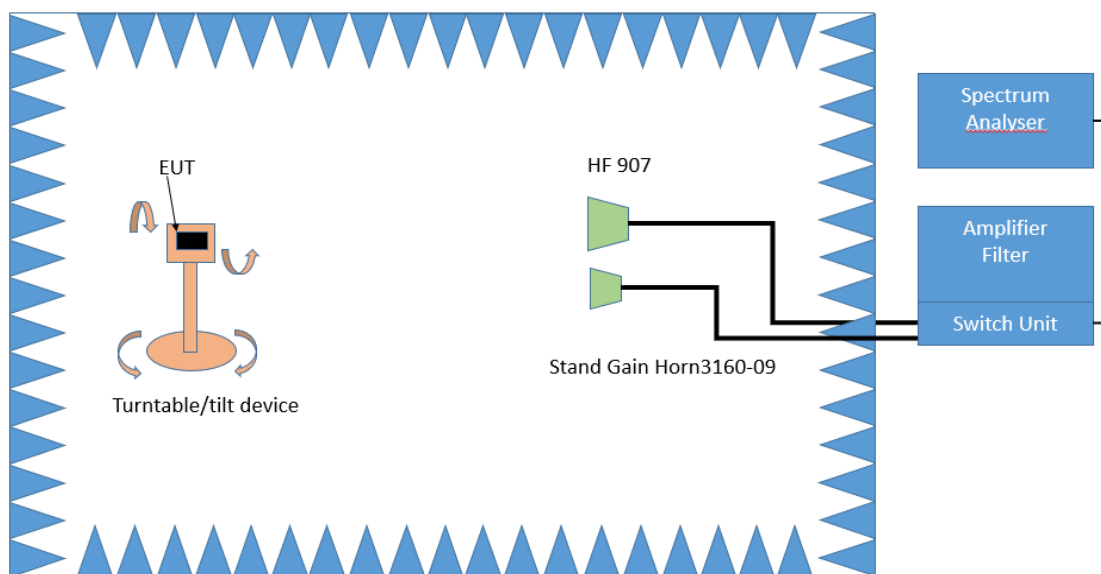 Spectrum
Analyser
EUT
HF 907
Amplifier
Filter
Switch Unit
Stand Gain Horn3160-09
Turntable/tilt device